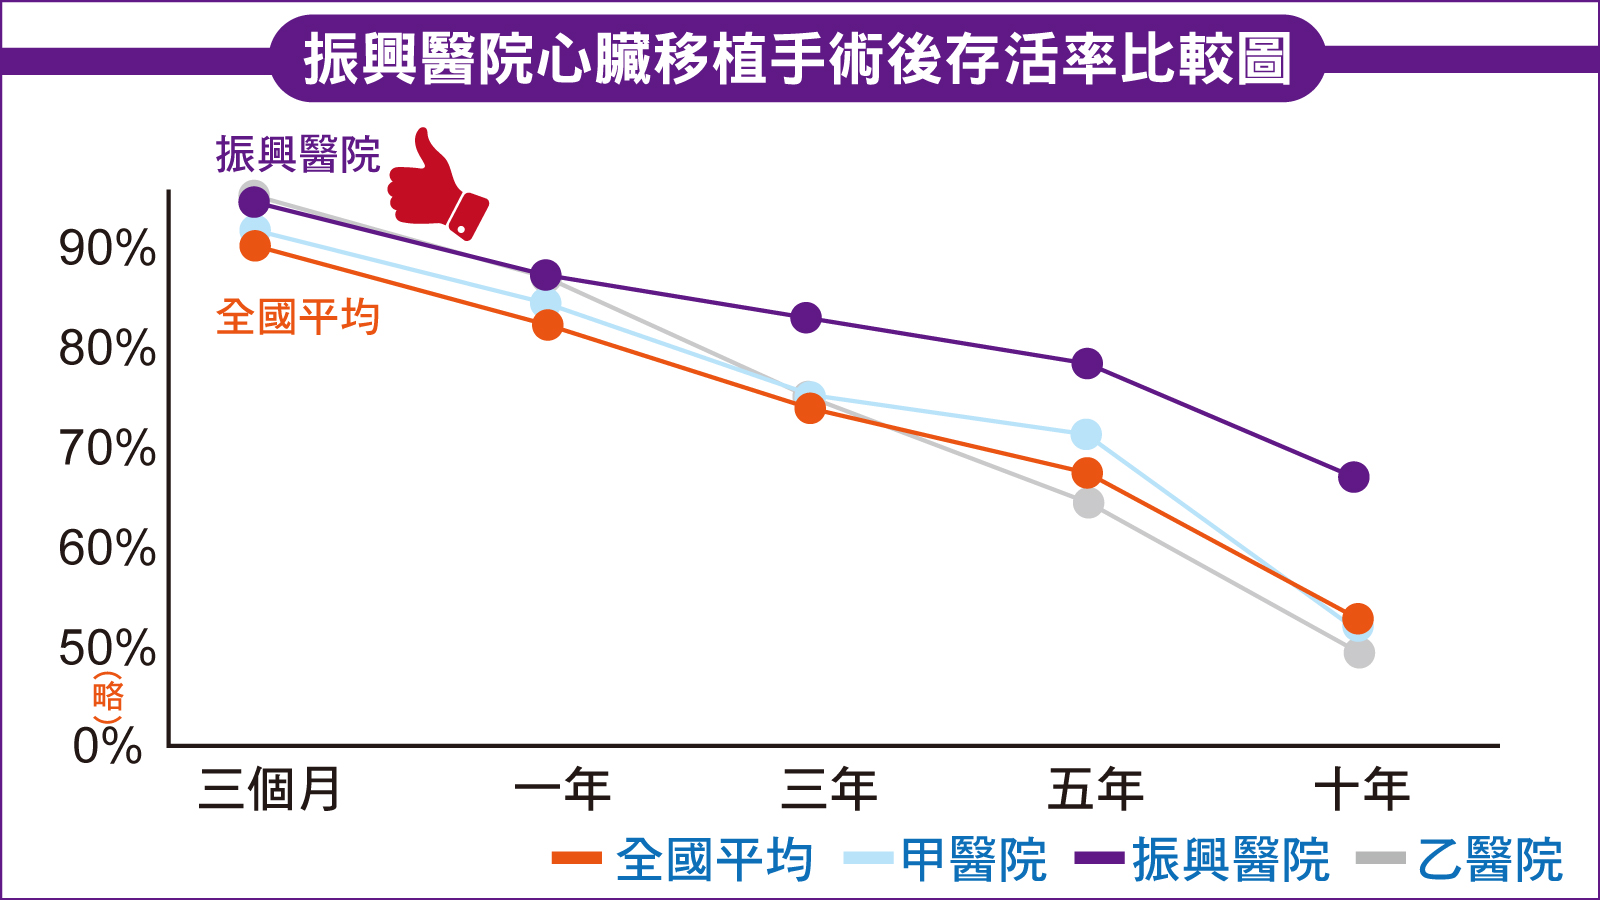 振興醫院心臟移植手術後存活率比較圖
振興醫院
90%
全國平均
80%
70%
60%
50%
（略）
0%
三個月 一年 三年 五年 十年
全國平均 甲醫院 振興醫院 乙醫院